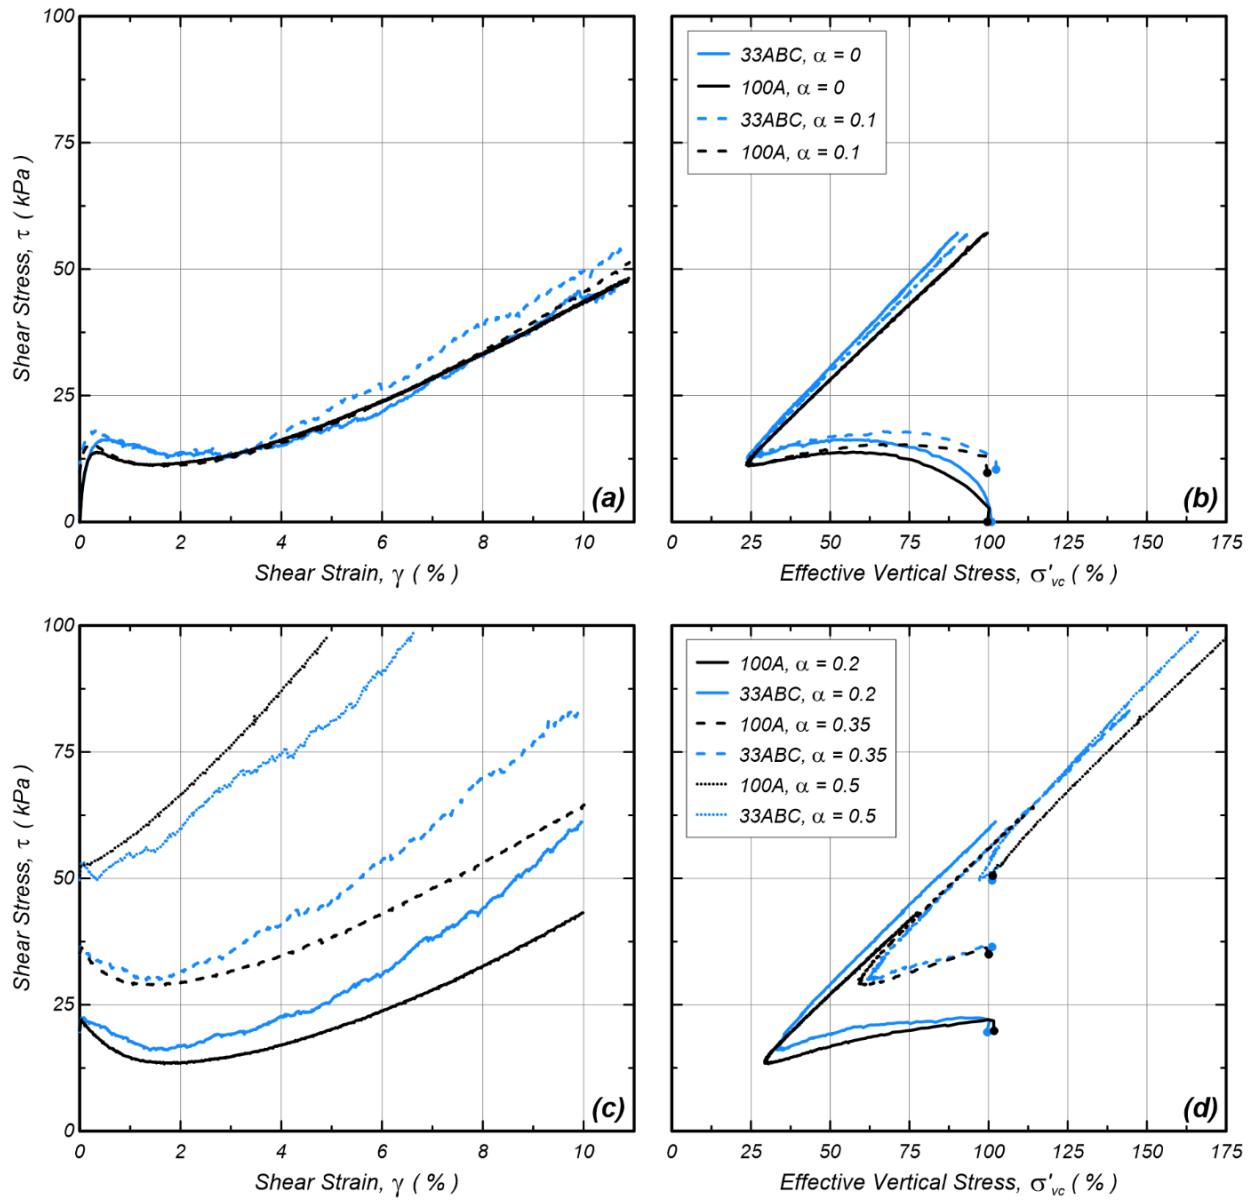 100
75
50
25
0
Shear Stress, τ ( kPa )
0 2 4 6 8 10
Shear Strain, γ ( % )
(a)
33ABC, α = 0
100A, α = 0
33ABC, α = 0.1
100A, α = 0.1
(b)
0 25 50 75 100 125 150 175
Effective Vertical Stress, σ'vc ( % )
100
75
50
25
0
Shear Stress, τ ( kPa )
0 2 4 6 8 10
Shear Strain, γ ( % )
(c)
100A, α = 0.2
33ABC, α = 0.2
100A, α = 0.35
33ABC, α = 0.35
100A, α = 0.5
33ABC, α = 0.5
(d)
0 25 50 75 100 125 150 175
Effective Vertical Stress, σ'vc ( % )